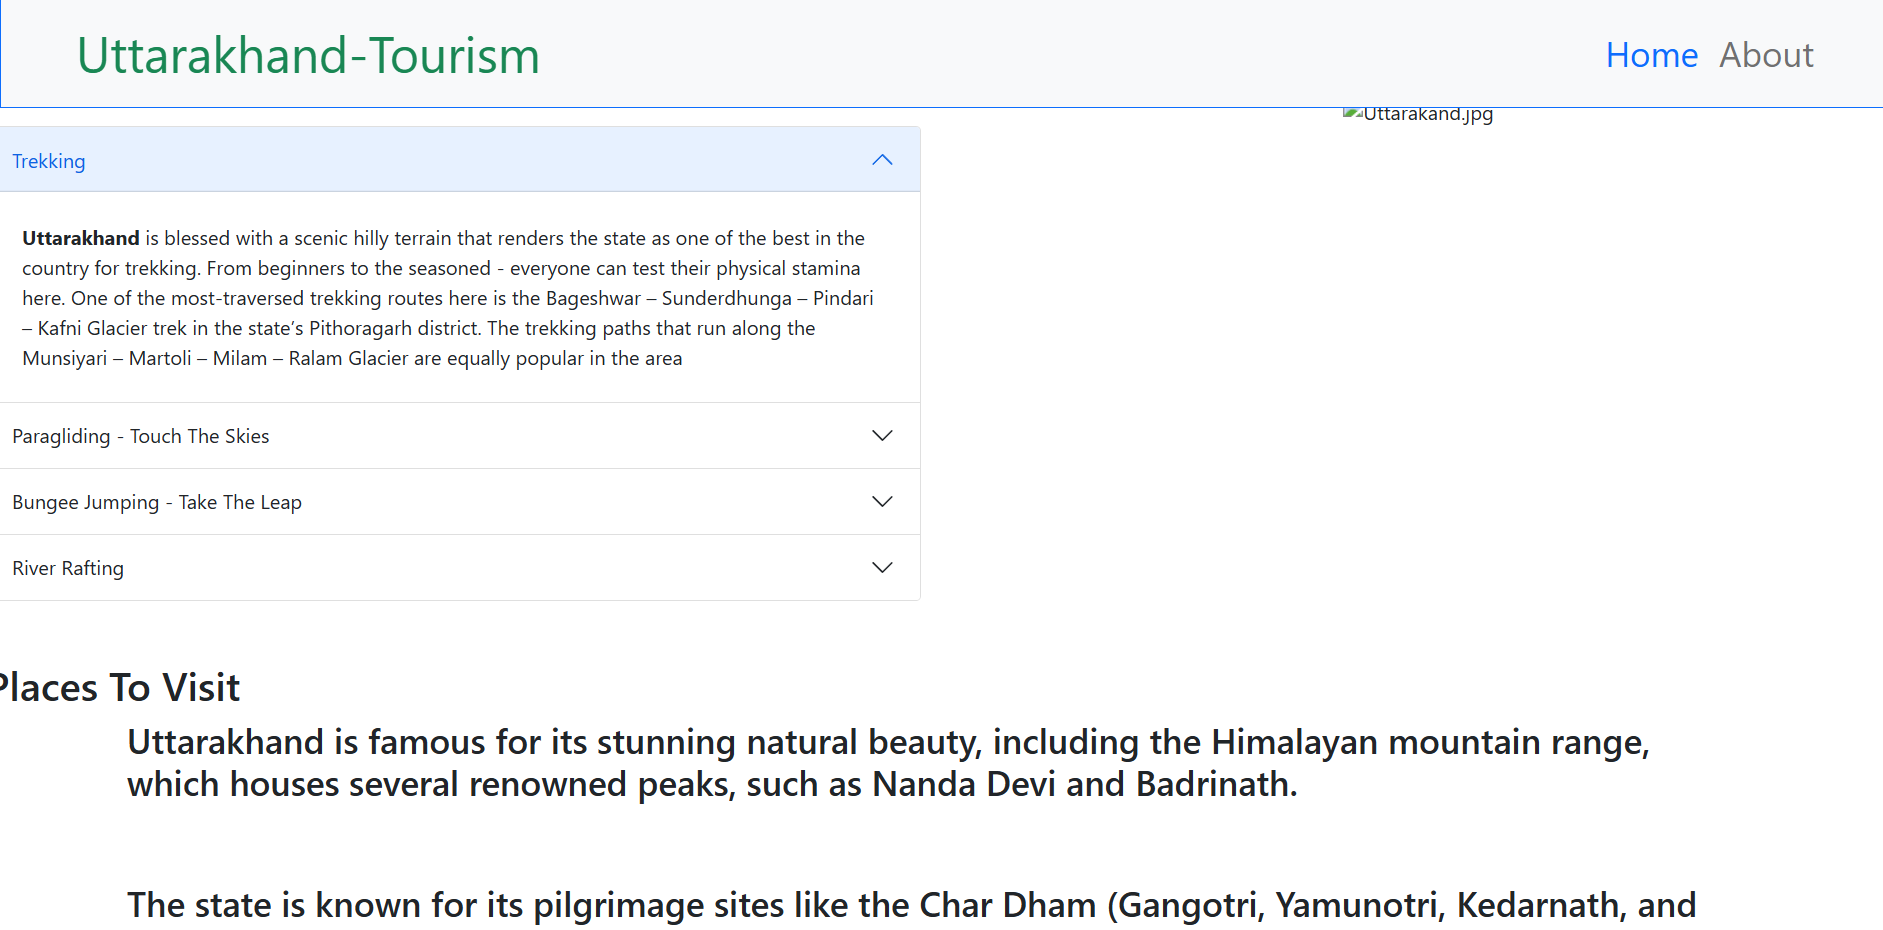 Uttarakhand-Tourism
Home About
Uttarakand.jpg
Trekking
Uttarakhand is blessed with a scenic hilly terrain that renders the state as one of the best in the
country for trekking. From beginners to the seasoned - everyone can test their physical stamina
here. One of the most-traversed trekking routes here is the Bageshwar – Sunderdhunga – Pindari
– Kafni Glacier trek in the state’s Pithoragarh district. The trekking paths that run along the
Munsiyari – Martoli – Milam – Ralam Glacier are equally popular in the area
Paragliding - Touch The Skies
Bungee Jumping - Take The Leap
River Rafting
Places To Visit
Uttarakhand is famous for its stunning natural beauty, including the Himalayan mountain range,
which houses several renowned peaks, such as Nanda Devi and Badrinath.
The state is known for its pilgrimage sites like the Char Dham (Gangotri, Yamunotri, Kedarnath, and